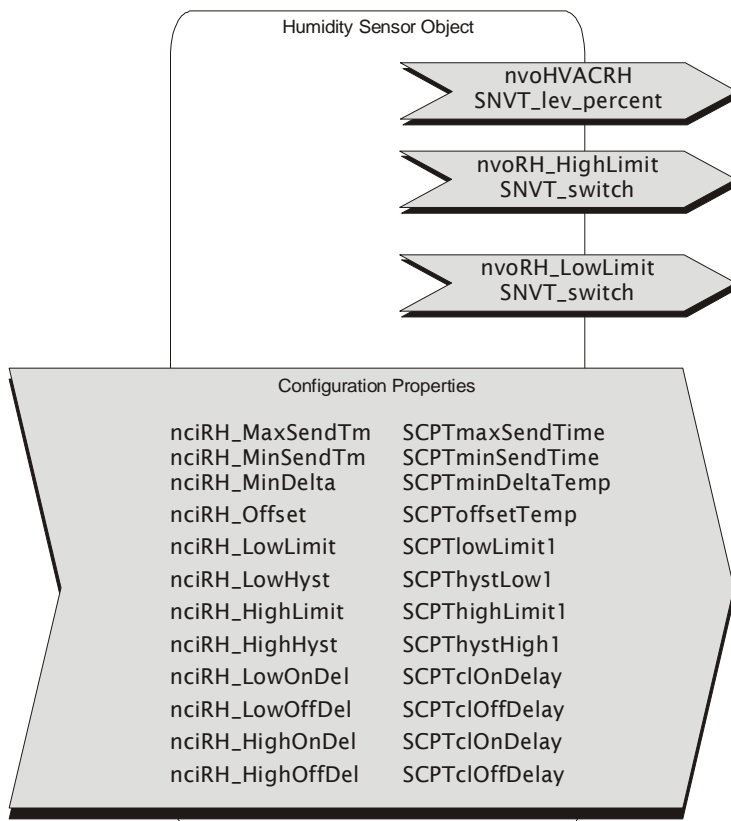 Humidity Sensor Object
nvoHVACRH
SNVT_lev_percent
nvoRH_HighLimit
SNVT_switch
nvoRH_LowLimit
SNVT_switch
Configuration Properties
nciRH_MaxSendTm SCPTmaxSendTime
nciRH_MinSendTm SCPTminSendTime
nciRH_MinDelta SCPTminDeltaTemp
nciRH_Offset SCPToffsetTemp
nciRH_LowLimit SCPTlowLimit1
nciRH_LowHyst SCPThystLow1
nciRH_HighLimit SCPThighLimit1
nciRH_HighHyst SCPThystHigh1
nciRH_LowOnDel SCPTclOnDelay
nciRH_LowOffDel SCPTclOffDelay
nciRH_HighOnDel SCPTclOnDelay
nciRH_HighOffDel SCPTclOffDelay